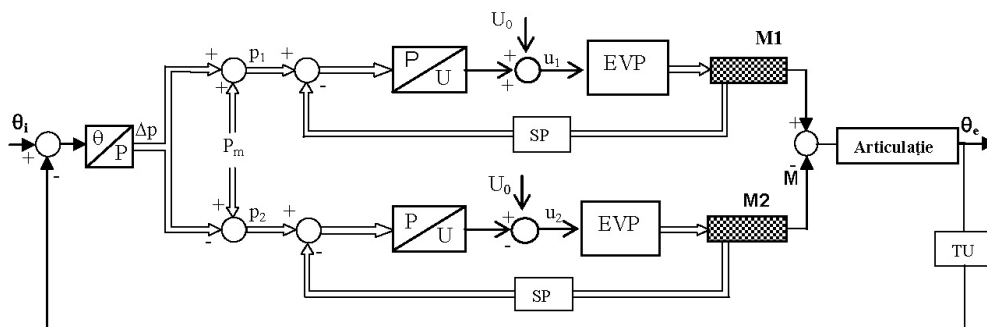 U₀
M1
p₁
P
U
u₁
EVP
SP
θᵢ
θ
P
Δp
Pₘ
θₑ
Articulație
M
U₀
M2
p₂
P
U
u₂
EVP
SP
TU